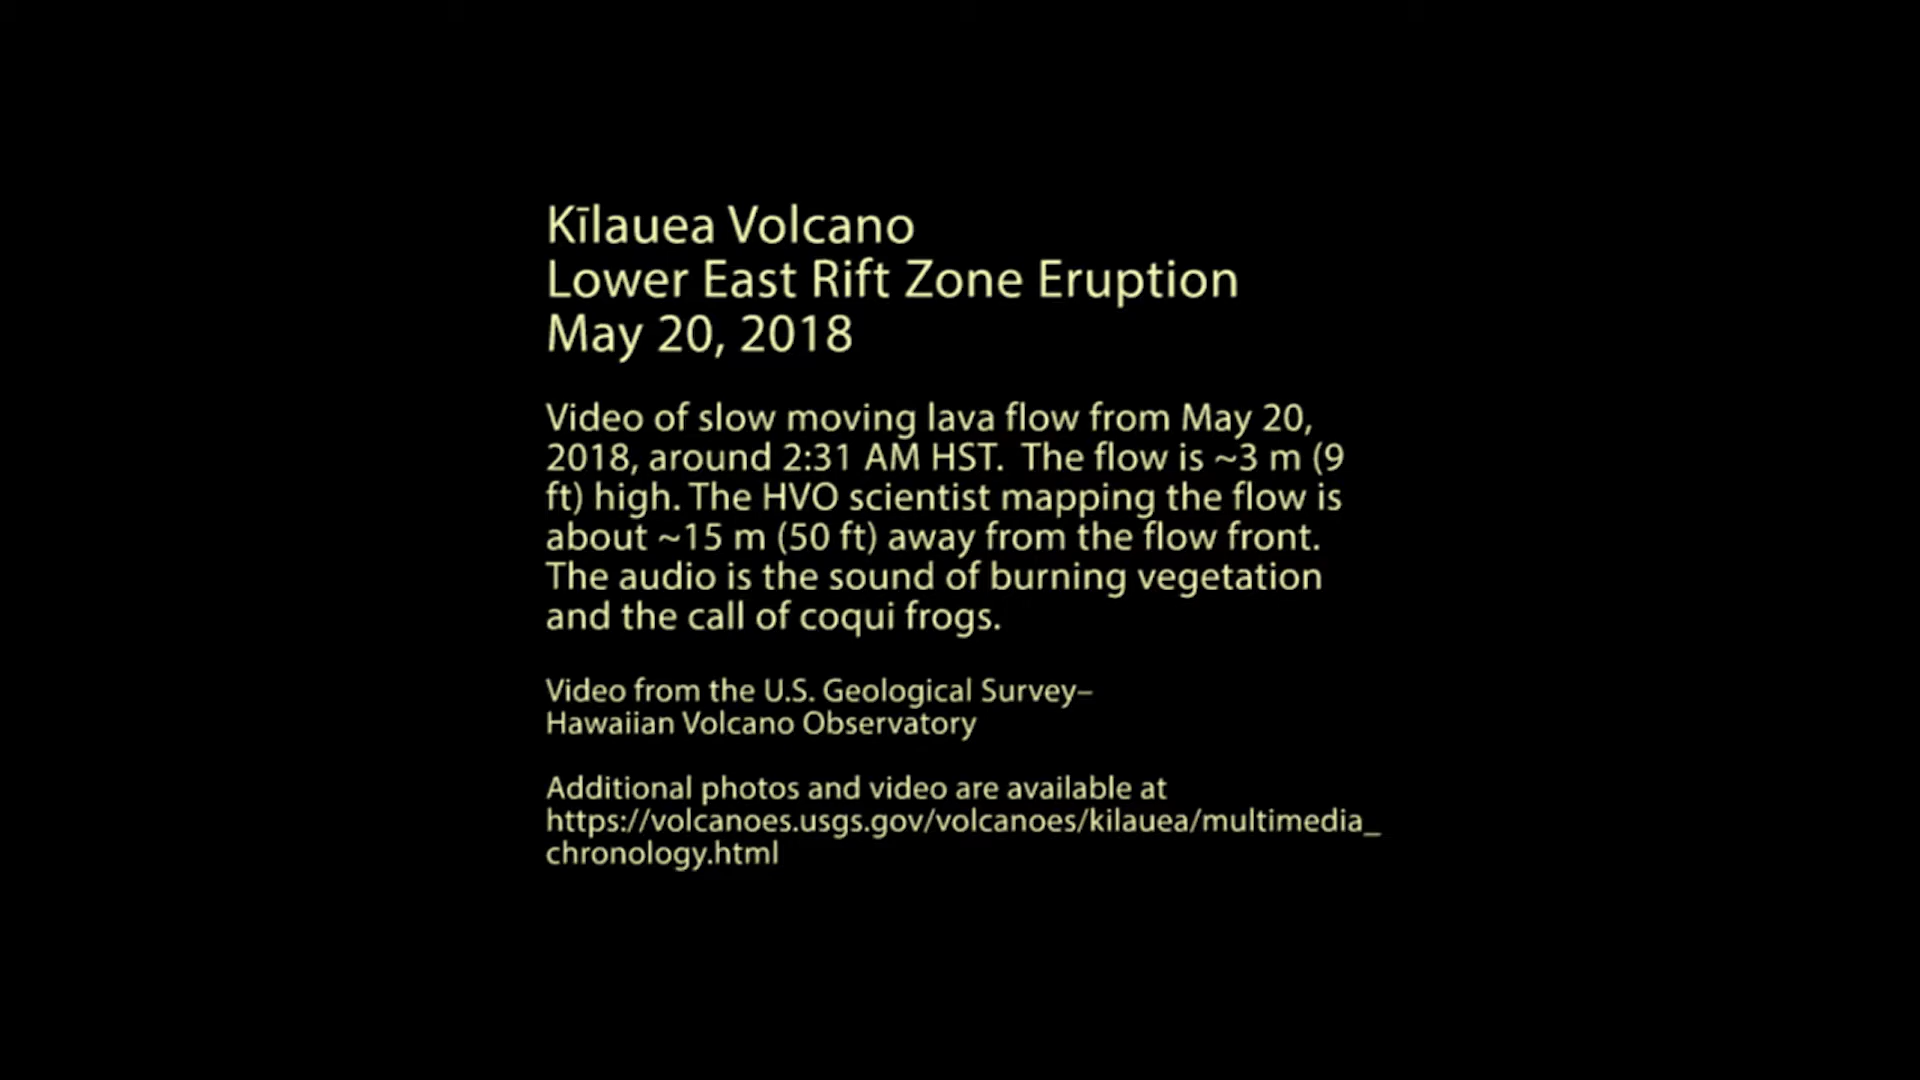 Kīlauea Volcano
Lower East Rift Zone Eruption
May 20, 2018
Video of slow moving lava flow from May 20,
2018, around 2:31 AM HST.  The flow is ~3 m (9
ft) high. The HVO scientist mapping the flow is
about ~15 m (50 ft) away from the flow front.
The audio is the sound of burning vegetation
and the call of coqui frogs.
Video from the U.S. Geological Survey–
Hawaiian Volcano Observatory
Additional photos and video are available at
https://volcanoes.usgs.gov/volcanoes/kilauea/multimedia_
chronology.html